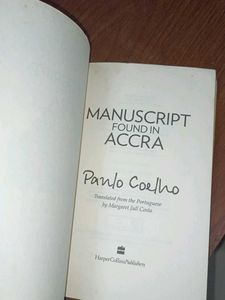 MANUSCRIPT
FOUND IN
ACCRA
Paulo Coelho
Translated from the Portuguese
by Margaret Jull Costa
HarperCollinsPublishers